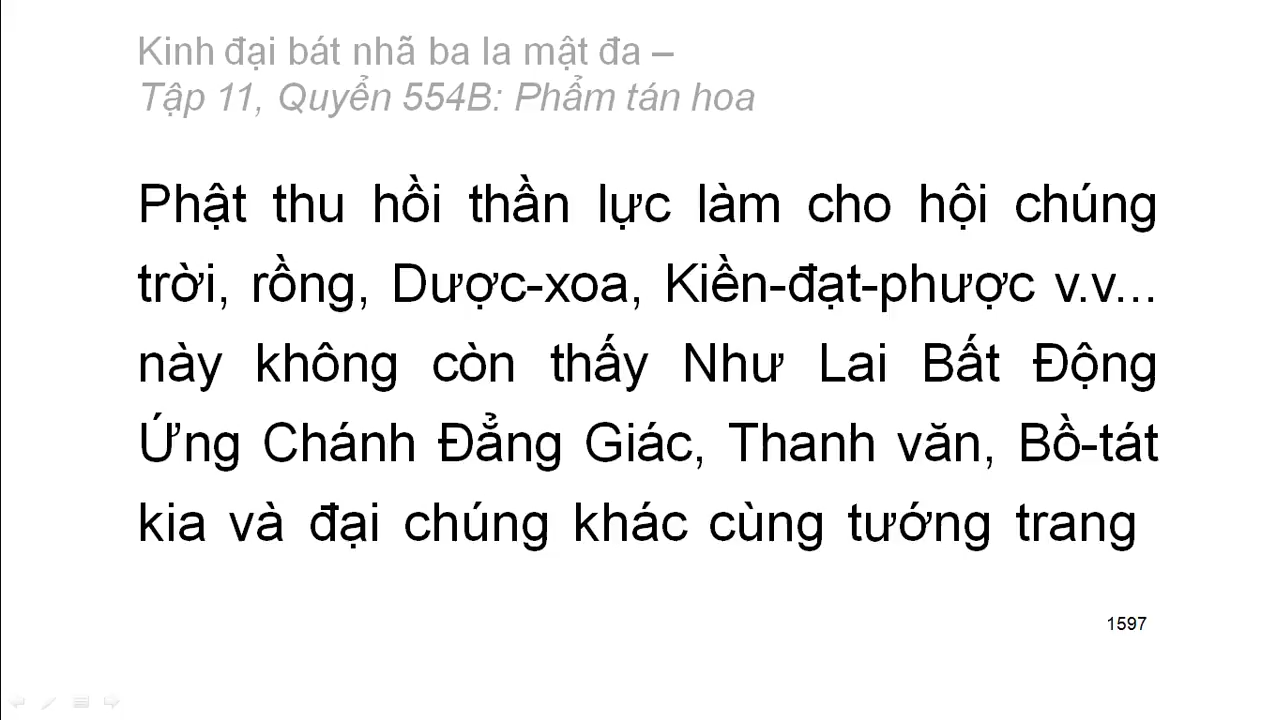 Kinh đại bát nhã ba la mật đa –
Tập 11, Quyển 554B: Phẩm tán hoa
Phật thu hồi thần lực làm cho hội chúng
trời, rồng, Dược-xoa, Kiền-đạt-phược v.v...
này không còn thấy Như Lai Bất Động
Ứng Chánh Đẳng Giác, Thanh văn, Bồ-tát
kia và đại chúng khác cùng tướng trang
1597